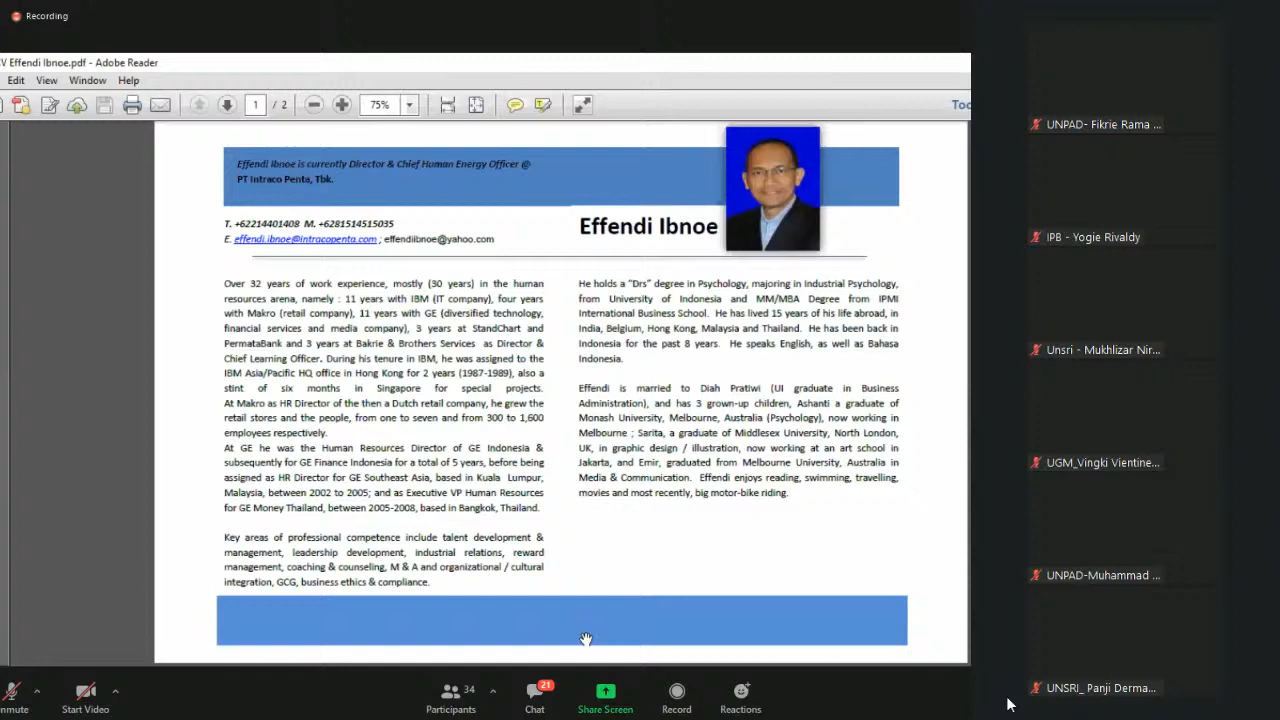 Recording
V Effendi Ibnoe.pdf - Adobe Reader
Edit View Window Help
1 / 2 75%
Effendi Ibnoe is currently Director & Chief Human Energy Officer @
PT Intraco Penta, Tbk.
T. +62214401408 M. +6281514515035
E. effendi.ibnoe@intracopenta.com ; effendiibnoe@yahoo.com
Effendi Ibnoe
Over 32 years of work experience, mostly (30 years) in the human
resources arena, namely : 11 years with IBM (IT company), four years
with Makro (retail company), 11 years with GE (diversified technology,
financial services and media company), 3 years at StandChart and
PermataBank and 3 years at Bakrie & Brothers Services as Director &
Chief Learning Officer. During his tenure in IBM, he was assigned to the
IBM Asia/Pacific HQ office in Hong Kong for 2 years (1987-1989), also a
stint of six months in Singapore for special projects.
At Makro as HR Director of the then a Dutch retail company, he grew the
retail stores and the people, from one to seven and from 300 to 1,600
employees respectively.
At GE he was the Human Resources Director of GE Indonesia &
subsequently for GE Finance Indonesia for a total of 5 years, before being
assigned as HR Director for GE Southeast Asia, based in Kuala Lumpur,
Malaysia, between 2002 to 2005; and as Executive VP Human Resources
for GE Money Thailand, between 2005-2008, based in Bangkok, Thailand.
Key areas of professional competence include talent development &
management, leadership development, industrial relations, reward
management, coaching & counseling, M & A and organizational / cultural
integration, GCG, business ethics & compliance.
He holds a "Drs" degree in Psychology, majoring in Industrial Psychology,
from University of Indonesia and MM/MBA Degree from IPMI
International Business School. He has lived 15 years of his life abroad, in
India, Belgium, Hong Kong, Malaysia and Thailand. He has been back in
Indonesia for the past 8 years. He speaks English, as well as Bahasa
Indonesia.
Effendi is married to Diah Pratiwi (UI graduate in Business
Administration), and has 3 grown-up children, Ashanti a graduate of
Monash University, Melbourne, Australia (Psychology), now working in
Melbourne ; Sarita, a graduate of Middlesex University, North London,
UK, in graphic design / illustration, now working at an art school in
Jakarta, and Emir, graduated from Melbourne University, Australia in
Media & Communication. Effendi enjoys reading, swimming, travelling,
movies and most recently, big motor-bike riding.
UNPAD- Fikrie Rama ...
IPB - Yogie Rivaldy
Unsri - Mukhlizar Nir...
UGM_Vingki Vientine...
UNPAD-Muhammad ...
UNSRI_ Panji Derma...
nmute
Start Video
34
Participants
21
Chat
Share Screen
Record
Reactions